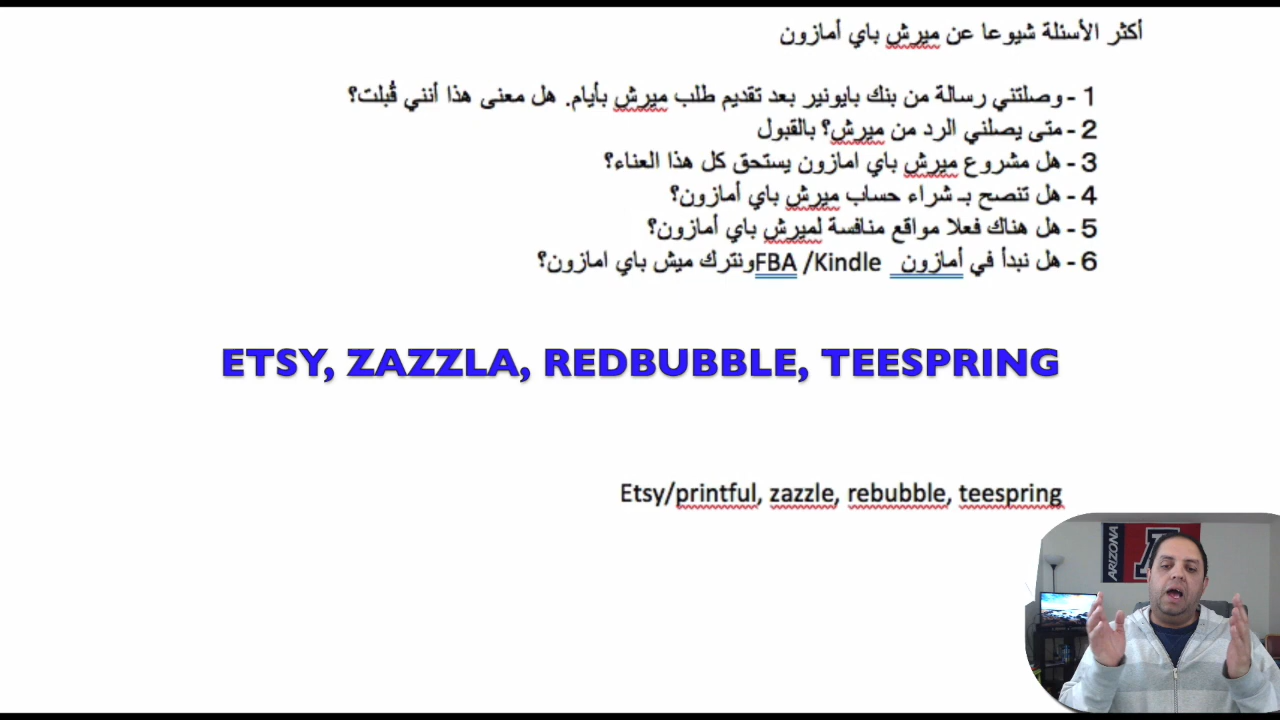 أكثر الأسئلة شيوعا عن ميرش باي أمازون
1 - وصلتني رسالة من بنك بايونير بعد تقديم طلب ميرش بأيام. هل معنى هذا أنني قُبلت؟
2 - متى يصلني الرد من ميرش؟ بالقبول
3 - هل مشروع ميرش باي امازون يستحق كل هذا العناء؟
4 - هل تنصح بـ شراء حساب ميرش باي أمازون؟
5 - هل هناك فعلا مواقع منافسة لميرش باي أمازون؟
6 - هل نبدأ في أمازون FBA /Kindle ونترك ميش باي امازون؟
ETSY, ZAZZLA, REDBUBBLE, TEESPRING
Etsy/printful, zazzle, rebubble, teespring
ARIZONA
A